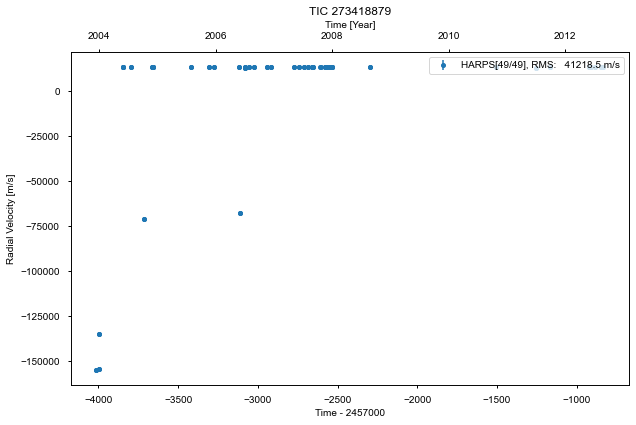 TIC 273418879
Time [Year]
2004 2006 2008 2010 2012
HARPS[49/49], RMS: 41218.5 m/s
Radial Velocity [m/s]
0
−25000
−50000
−75000
−100000
−125000
−150000
−4000 −3500 −3000 −2500 −2000 −1500 −1000
Time - 2457000